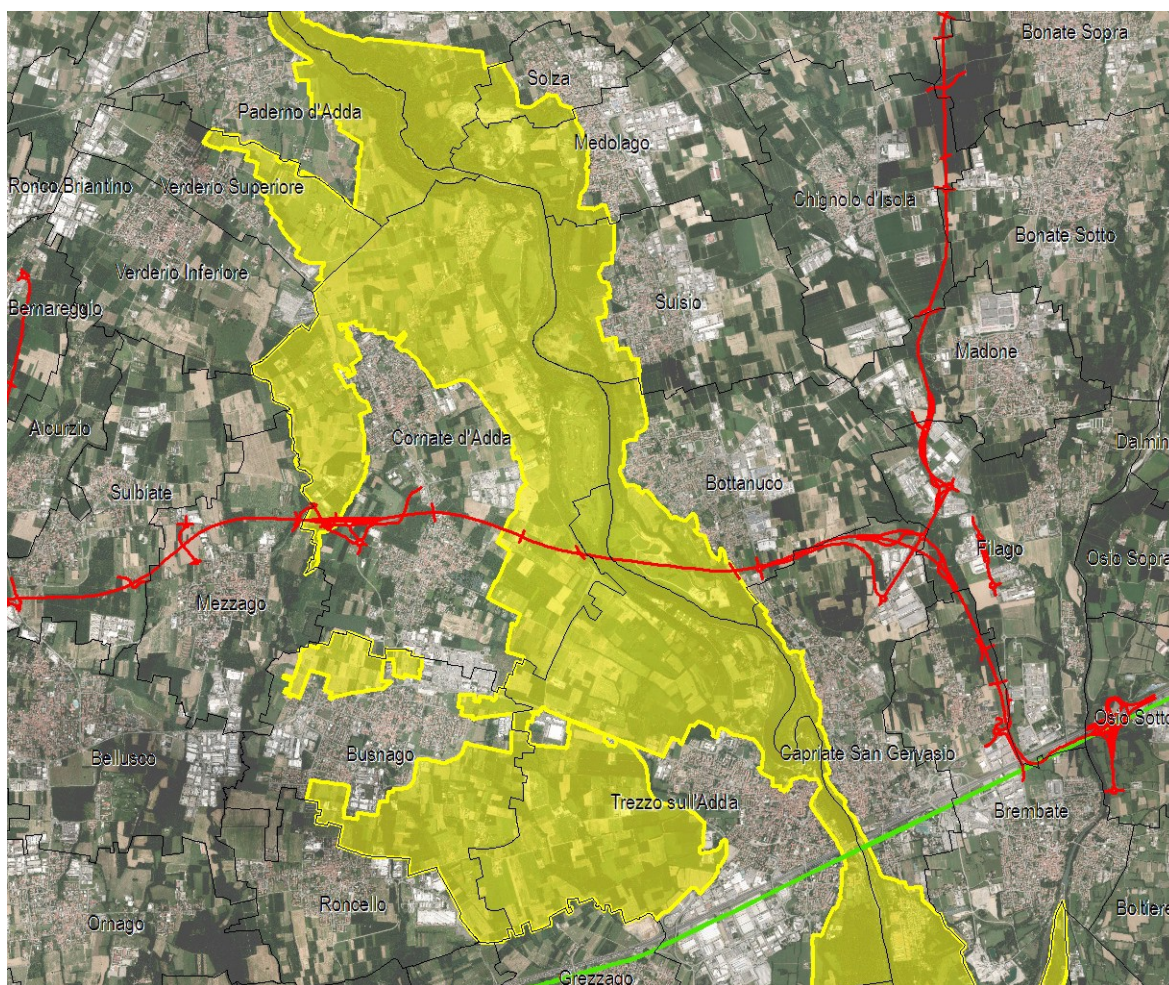 Bonate Sopra
Solza
Paderno d'Adda
Medolago
Ronco Briantino
Verderio Superiore
Chignolo d'Isola
Bonate Sotto
Verderio Inferiore
Suisio
Bernareggio
Madone
Aicurzio
Cornate d'Adda
Dalmin
Sulbiate
Bottanuco
Filago
Osio Sopra
Mezzago
Osio Sotto
Bellusco
Busnago
Capriate San Gervasio
Trezzo sull'Adda
Brembate
Roncello
Ornago
Boltiere
Grezzago